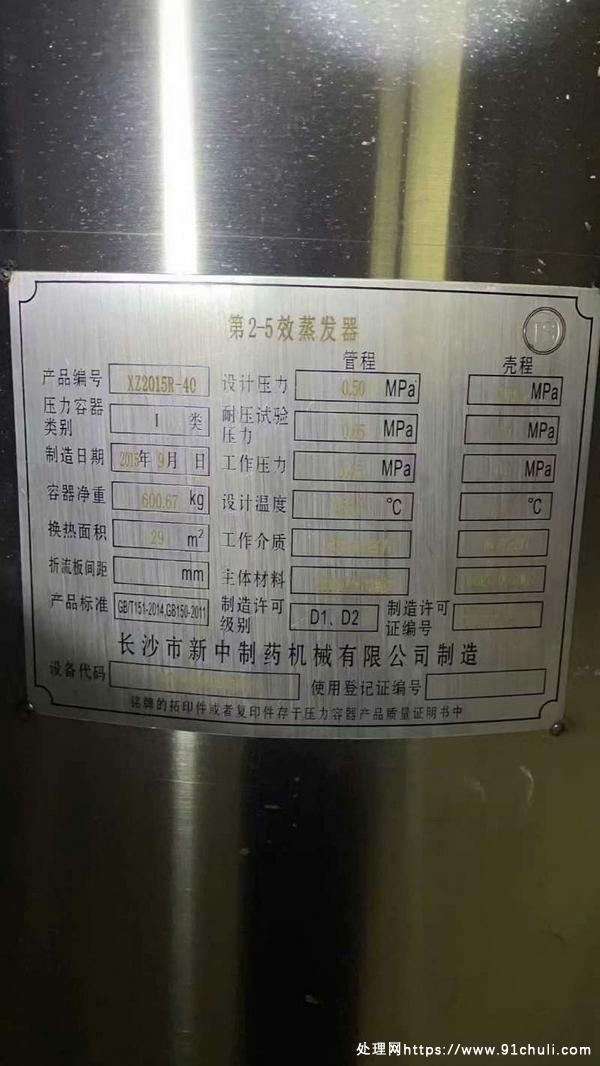 第2-5效蒸发器
管程 壳程
产品编号 XZ2015R-40 设计压力 0.50 MPa MPa
压力容器类别 I 类 耐压试验压力 MPa MPa
制造日期 2015年 9月 日 工作压力 MPa MPa
容器净重 600.67 kg 设计温度 ℃ ℃
换热面积 29 m² 工作介质
折流板间距 mm 主体材料
产品标准 GB/T151-2014,GB150-2011 制造许可级别 D1、D2 制造许可证编号
长沙市新中制药机械有限公司制造
设备代码 使用登记证编号
铭牌的拓印件或者复印件存于压力容器产品质量证明书中
处理网https://www.91chuli.com